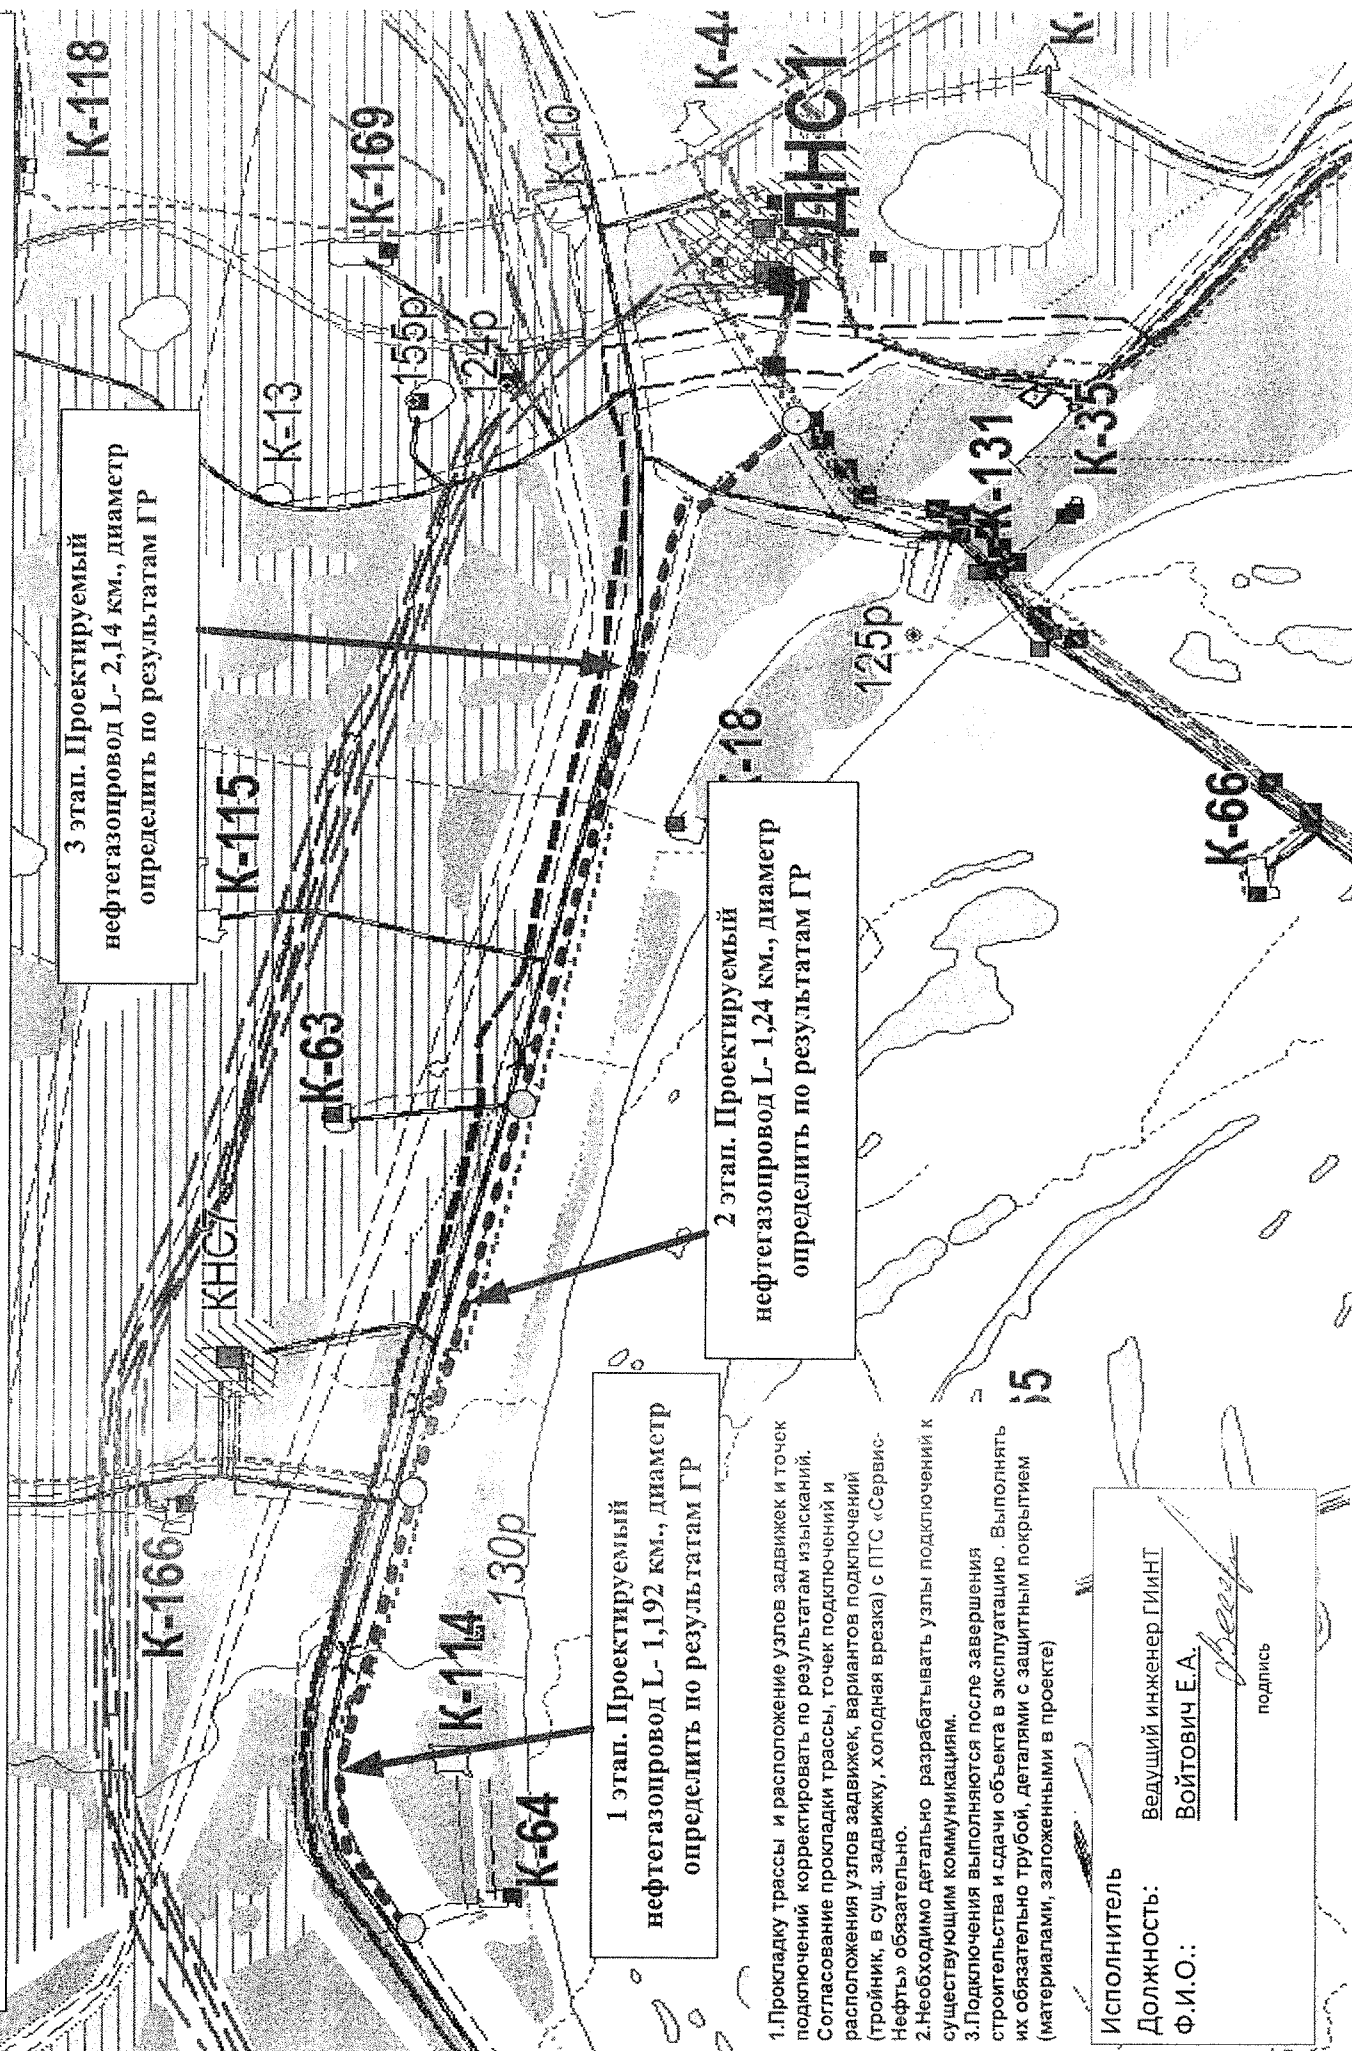 К-118
К-169
К-10
К-44
ДНС1
К-
155р
124р
К-13
3 этап. Проектируемый
нефтегазопровод L- 2,14 км., диаметр
определить по результатам ГР
К-115
К-63
КНС7
К-166
К-131
К-35
125р
-18
К-66
2 этап. Проектируемый
нефтегазопровод L- 1,24 км., диаметр
определить по результатам ГР
130р
К-114
К-64
1 этап. Проектируемый
нефтегазопровод L- 1,192 км., диаметр
определить по результатам ГР
1.Прокладку трассы и расположение узлов задвижек и точек
подключений корректировать по результатам изысканий.
Согласование прокладки трассы, точек подключений и
расположения узлов задвижек, вариантов подключений
(тройник, в сущ. задвижку, холодная врезка) с ПТС «Сервис-
Нефть» обязательно.
2.Необходимо детально разрабатывать узлы подключений к
существующим коммуникациям.
3.Подключения выполняются после завершения
строительства и сдачи объекта в эксплуатацию . Выполнять
их обязательно трубой, деталями с защитным покрытием
(материалами, заложенными в проекте)
Исполнитель
Должность: Ведущий инженер ГИиНТ
Ф.И.О.: Войтович Е.А.
подпись